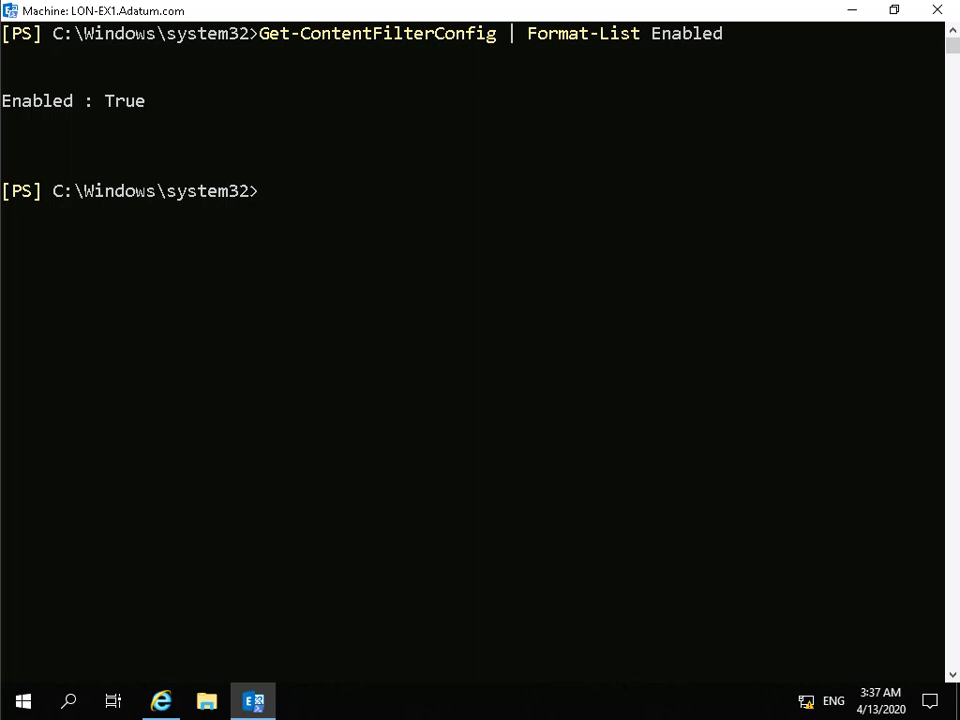 Machine: LON-EX1.Adatum.com
[PS] C:\Windows\system32>Get-ContentFilterConfig | Format-List Enabled
Enabled : True
[PS] C:\Windows\system32>
ENG
3:37 AM
4/13/2020